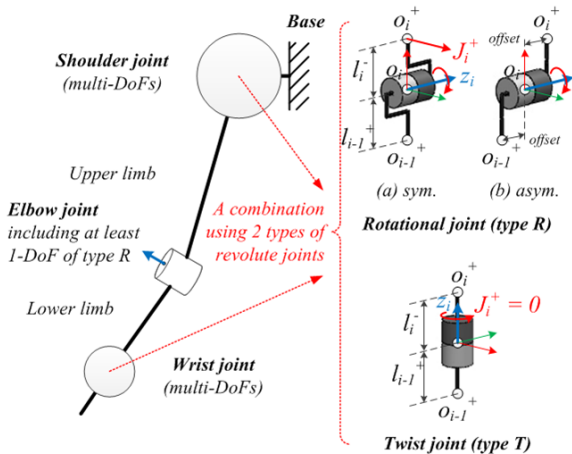 Base
Shoulder joint
(multi-DoFs)
Upper limb
Elbow joint
including at least
1-DoF of type R
Lower limb
Wrist joint
(multi-DoFs)
A combination
using 2 types of
revolute joints
o_i^+
J_i^+
l_i^-
o_i
z_i
l_{i-1}^+
o_{i-1}^+
(a) sym.
o_i^+
offset
o_i
z_i
offset
o_{i-1}^+
(b) asym.
Rotational joint (type R)
o_i^+
z_i
J_i^+ = 0
l_i^-
l_{i-1}^+
o_{i-1}^+
Twist joint (type T)